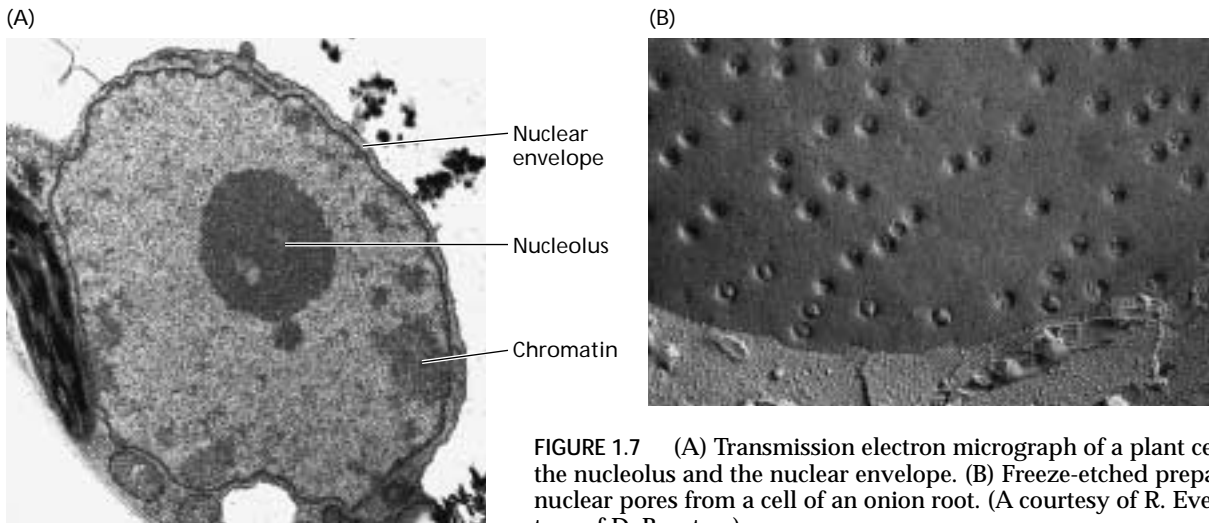 (A)
(B)
Nuclear
envelope
Nucleolus
Chromatin
FIGURE 1.7 (A) Transmission electron micrograph of a plant ce
the nucleolus and the nuclear envelope. (B) Freeze-etched prepa
nuclear pores from a cell of an onion root. (A courtesy of R. Eve